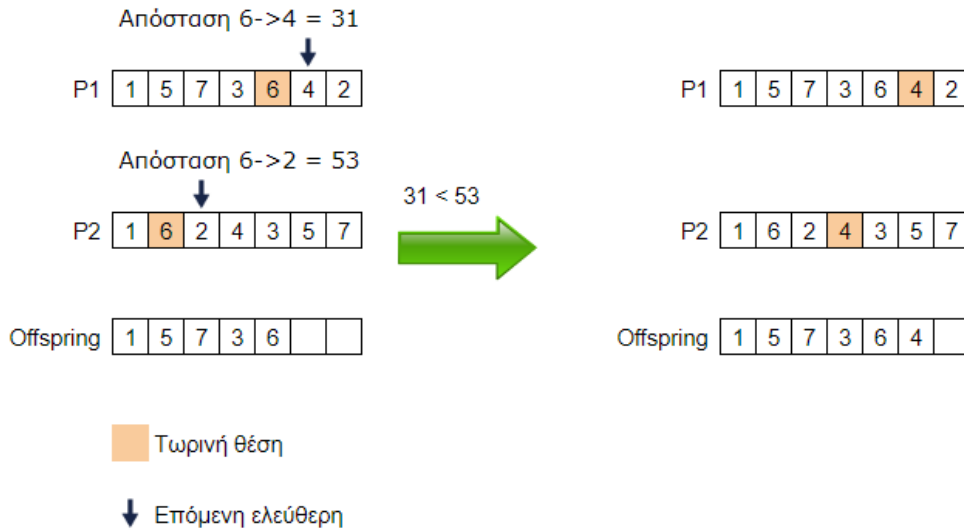 Απόσταση 6->4 = 31
P1 1 5 7 3 6 4 2
P1 1 5 7 3 6 4 2
Απόσταση 6->2 = 53
31 < 53
P2 1 6 2 4 3 5 7
P2 1 6 2 4 3 5 7
Offspring 1 5 7 3 6
Offspring 1 5 7 3 6 4
Τωρινή θέση
Επόμενη ελεύθερη